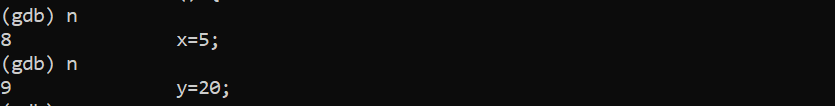 (gdb) n
8 x=5;
(gdb) n
9 y=20;